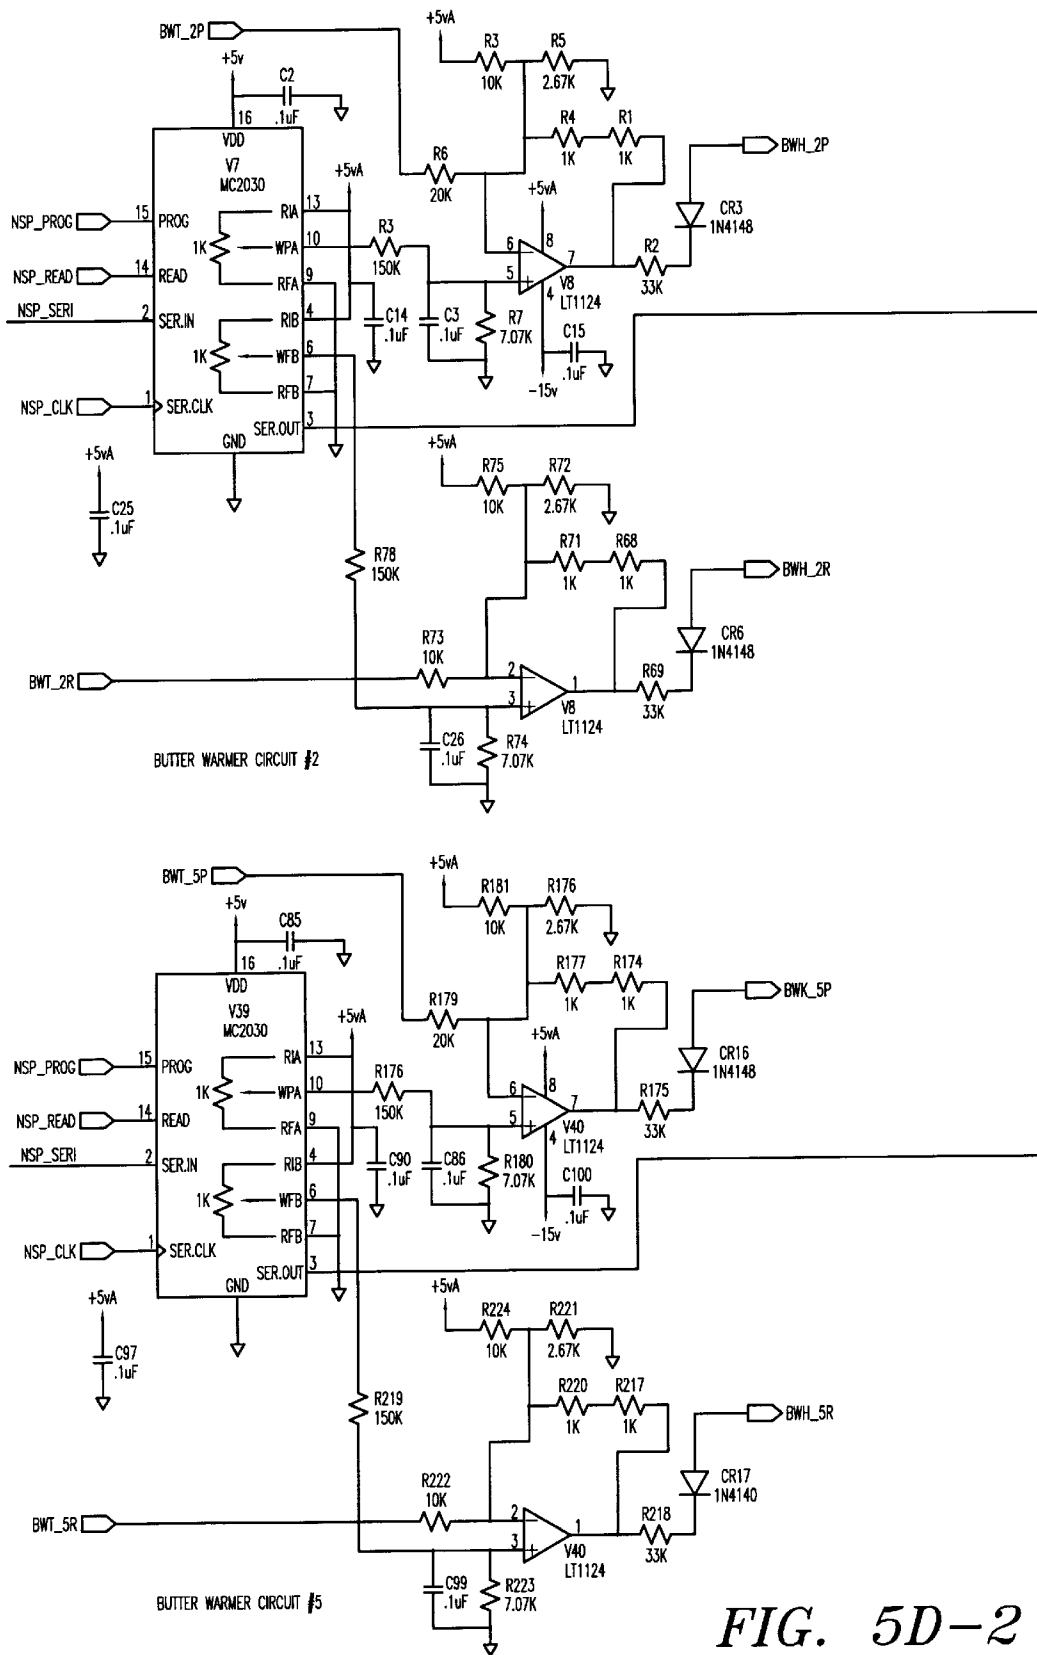 BWT_2P
+5v
C2
.1uF
16
VDD
V7
MC2030
NSP_PROG
15
PROG
NSP_READ
14
READ
NSP_SERI
2
SER.IN
NSP_CLK
1
SER.CLK
GND
1K
1K
RIA
13
WPA
10
RFA
9
RIB
4
WFB
6
RFB
7
SER.OUT
3
+5vA
C14
.1uF
R3
150K
C3
.1uF
R7
7.07K
+5vA
R3
10K
R5
2.67K
R4
1K
R1
1K
R6
20K
+5vA
8
6
5
7
4
V8
LT1124
C15
.1uF
-15v
R2
33K
CR3
1N4148
BWH_2P
+5vA
C25
.1uF
R78
150K
+5vA
R75
10K
R72
2.67K
R71
1K
R68
1K
BWT_2R
R73
10K
2
3
1
V8
LT1124
C26
.1uF
R74
7.07K
R69
33K
CR6
1N4148
BWH_2R
BUTTER WARMER CIRCUIT #2
BWT_5P
+5v
C85
.1uF
16
VDD
V39
MC2030
NSP_PROG
15
PROG
NSP_READ
14
READ
NSP_SERI
2
SER.IN
NSP_CLK
1
SER.CLK
GND
1K
1K
RIA
13
WPA
10
RFA
9
RIB
4
WFB
6
RFB
7
SER.OUT
3
+5vA
C90
.1uF
R176
150K
C86
.1uF
R180
7.07K
+5vA
R181
10K
R176
2.67K
R177
1K
R174
1K
R179
20K
+5vA
8
6
5
7
4
V40
LT1124
C100
.1uF
-15v
R175
33K
CR16
1N4148
BWK_5P
+5vA
C97
.1uF
R219
150K
+5vA
R224
10K
R221
2.67K
R220
1K
R217
1K
BWT_5R
R222
10K
2
3
1
V40
LT1124
C99
.1uF
R223
7.07K
R218
33K
CR17
1N4140
BWH_5R
BUTTER WARMER CIRCUIT #5
FIG. 5D-2